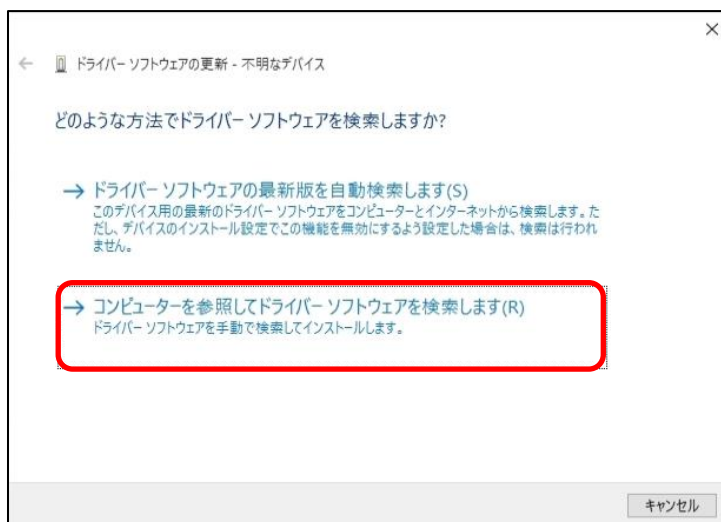 ドライバー ソフトウェアの更新 - 不明なデバイス
どのような方法でドライバー ソフトウェアを検索しますか?
ドライバー ソフトウェアの最新版を自動検索します(S)
このデバイス用の最新のドライバー ソフトウェアをコンピューターとインターネットから検索します。た
だし、デバイスのインストール設定でこの機能を無効にするよう設定した場合は、検索は行われ
ません。
コンピューターを参照してドライバー ソフトウェアを検索します(R)
ドライバー ソフトウェアを手動で検索してインストールします。
キャンセル